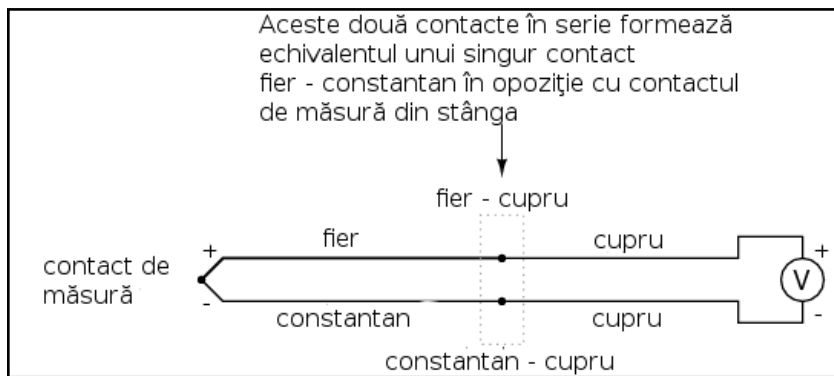 Aceste două contacte în serie formează
echivalentul unui singur contact
fier - constantan în opoziţie cu contactul
de măsură din stânga
fier - cupru
+
fier
cupru
+
contact de
măsură
V
-
constantan
cupru
-
constantan - cupru